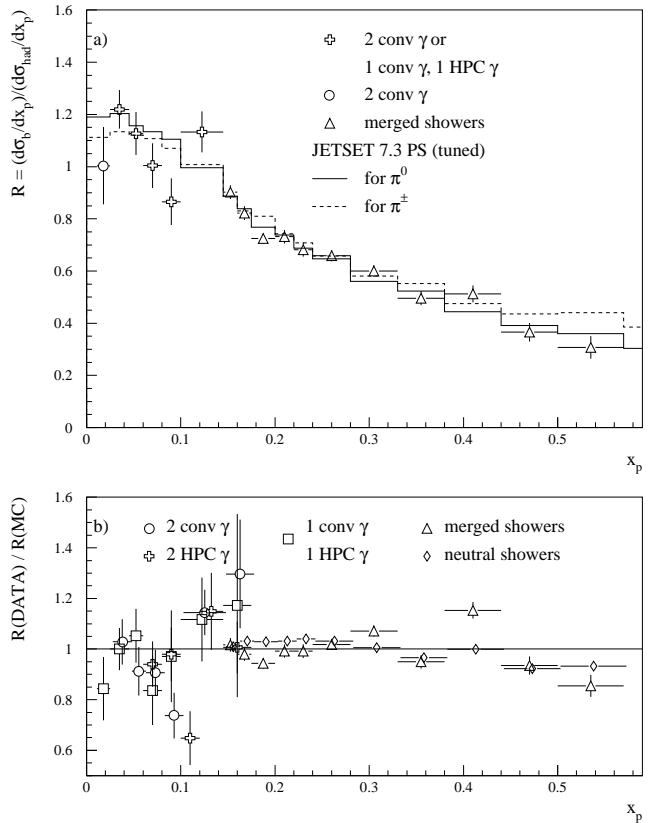 R = (dσb/dxp)/(dσhad/dxp)
a)
2 conv γ or
1 conv γ, 1 HPC γ
2 conv γ
merged showers
JETSET 7.3 PS (tuned)
for π0
for π±
1.6
1.4
1.2
1
0.8
0.6
0.4
0.2
0
0 0.1 0.2 0.3 0.4 0.5
xp
R(DATA) / R(MC)
b)
2 conv γ 1 conv γ merged showers
2 HPC γ 1 HPC γ neutral showers
1.6
1.4
1.2
1
0.8
0.6
0 0.1 0.2 0.3 0.4 0.5
xp